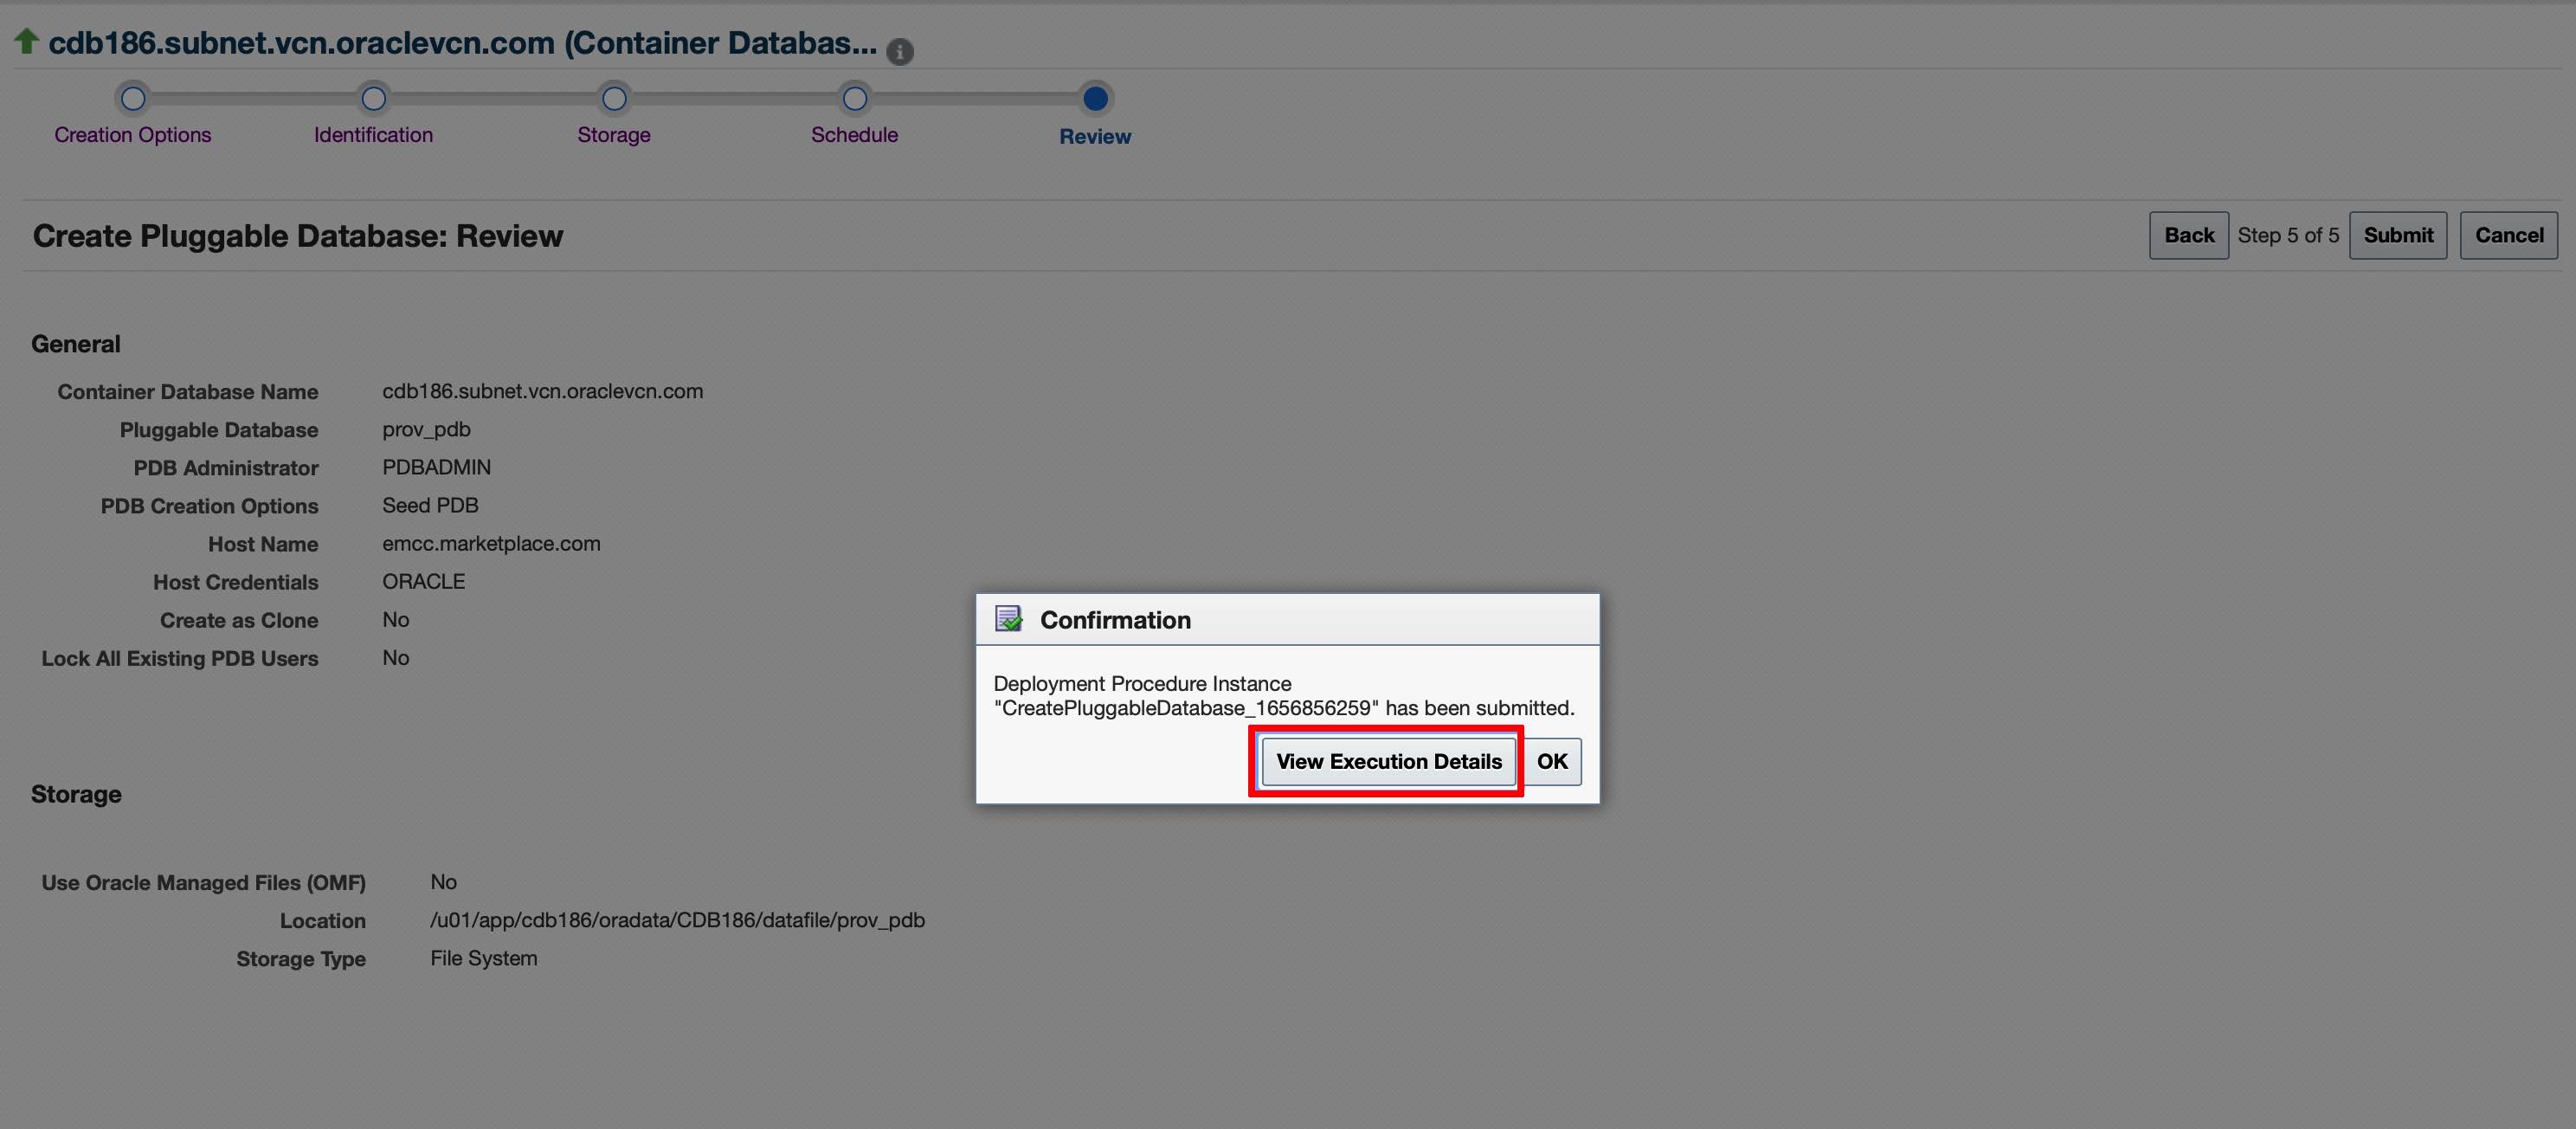 cdb186.subnet.vcn.oraclevcn.com (Container Databas...
Creation Options Identification Storage Schedule Review
Create Pluggable Database: Review Back Step 5 of 5 Submit Cancel
General
Container Database Name cdb186.subnet.vcn.oraclevcn.com
Pluggable Database prov_pdb
PDB Administrator PDBADMIN
PDB Creation Options Seed PDB
Host Name emcc.marketplace.com
Host Credentials ORACLE
Create as Clone No
Lock All Existing PDB Users No
Confirmation
Deployment Procedure Instance
"CreatePluggableDatabase_1656856259" has been submitted.
View Execution Details OK
Storage
Use Oracle Managed Files (OMF) No
Location /u01/app/cdb186/oradata/CDB186/datafile/prov_pdb
Storage Type File System